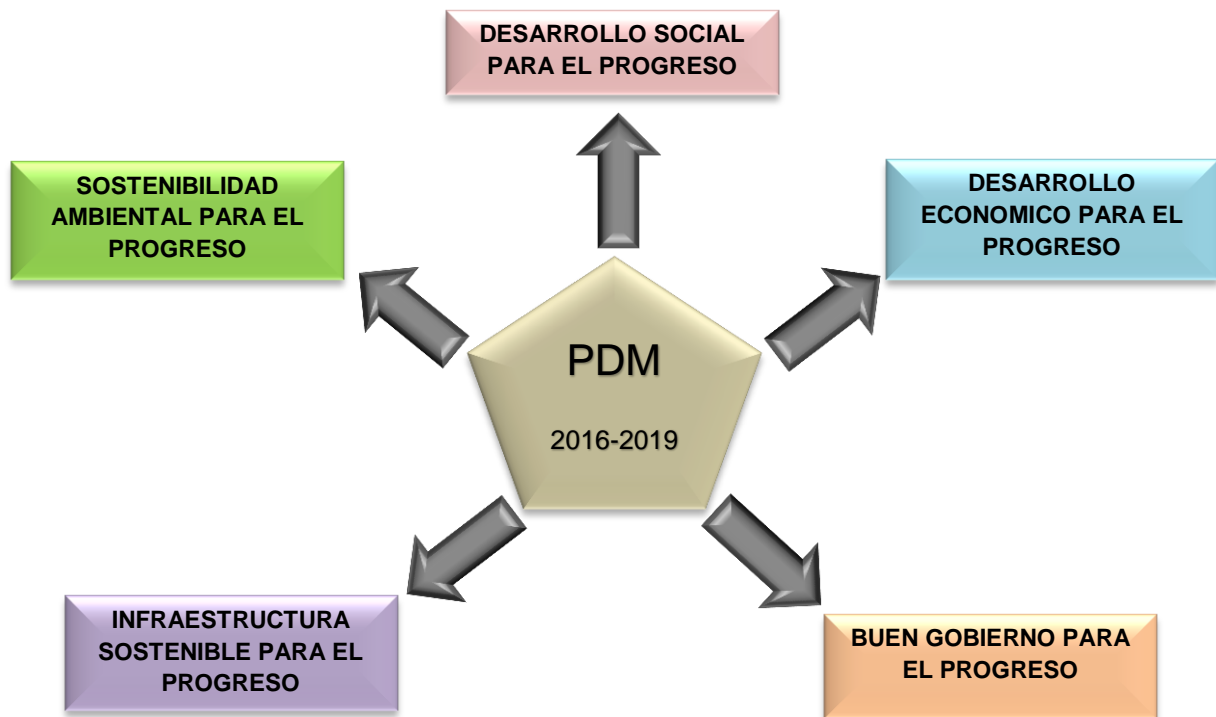 DESARROLLO SOCIAL
PARA EL PROGRESO
SOSTENIBILIDAD
AMBIENTAL PARA EL
PROGRESO
DESARROLLO
ECONOMICO PARA EL
PROGRESO
PDM
2016-2019
INFRAESTRUCTURA
SOSTENIBLE PARA EL
PROGRESO
BUEN GOBIERNO PARA
EL PROGRESO